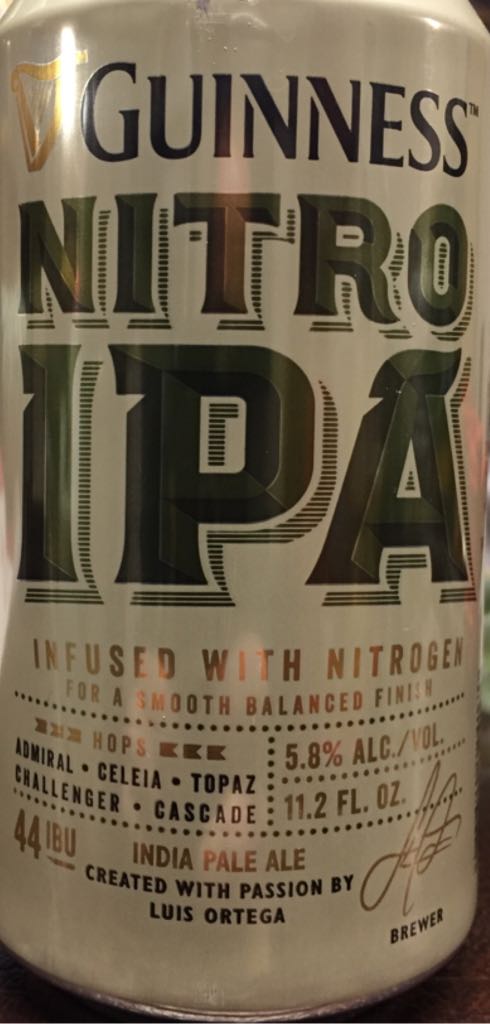 GUINNESS™
NITRO
IPA
INFUSED WITH NITROGEN
FOR A SMOOTH BALANCED FINISH
HOPS
ADMIRAL • CELEIA • TOPAZ
CHALLENGER • CASCADE
5.8% ALC./VOL.
11.2 FL. OZ.
44 IBU
INDIA PALE ALE
CREATED WITH PASSION BY
LUIS ORTEGA
BREWER